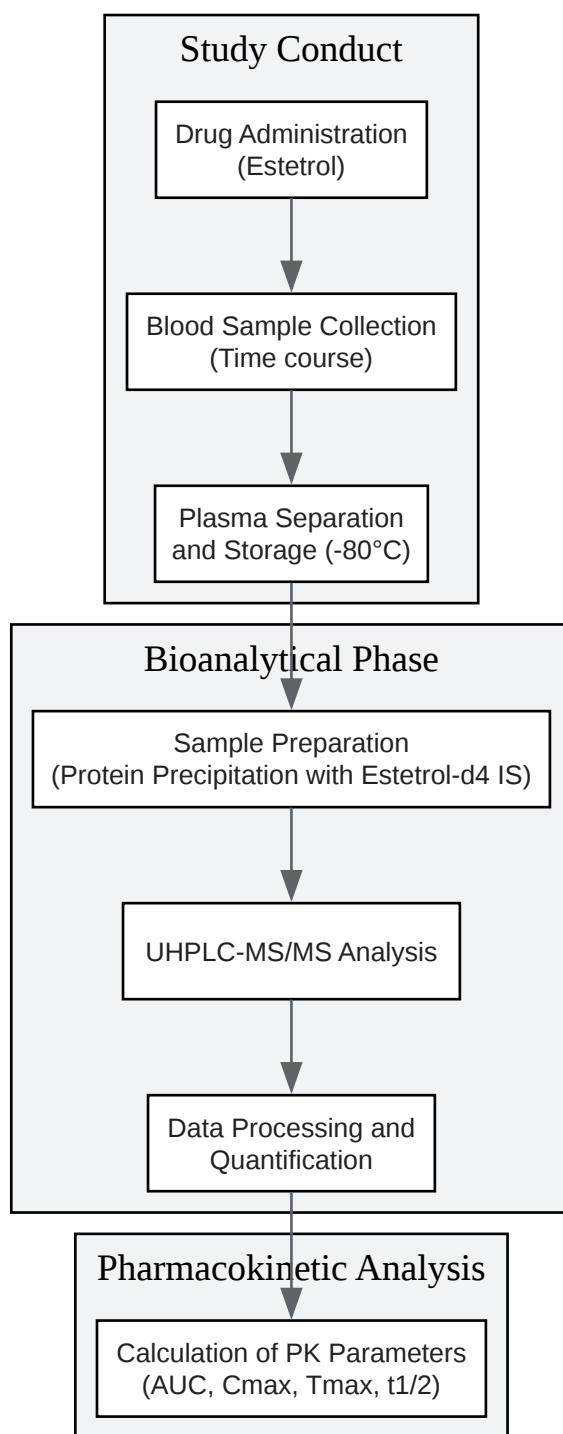 Study Conduct
Drug Administration
(Estetrol)
Blood Sample Collection
(Time course)
Plasma Separation
and Storage (-80°C)
Bioanalytical Phase
Sample Preparation
(Protein Precipitation with Estetrol-d4 IS)
UHPLC-MS/MS Analysis
Data Processing and
Quantification
Pharmacokinetic Analysis
Calculation of PK Parameters
(AUC, Cmax, Tmax, t1/2)